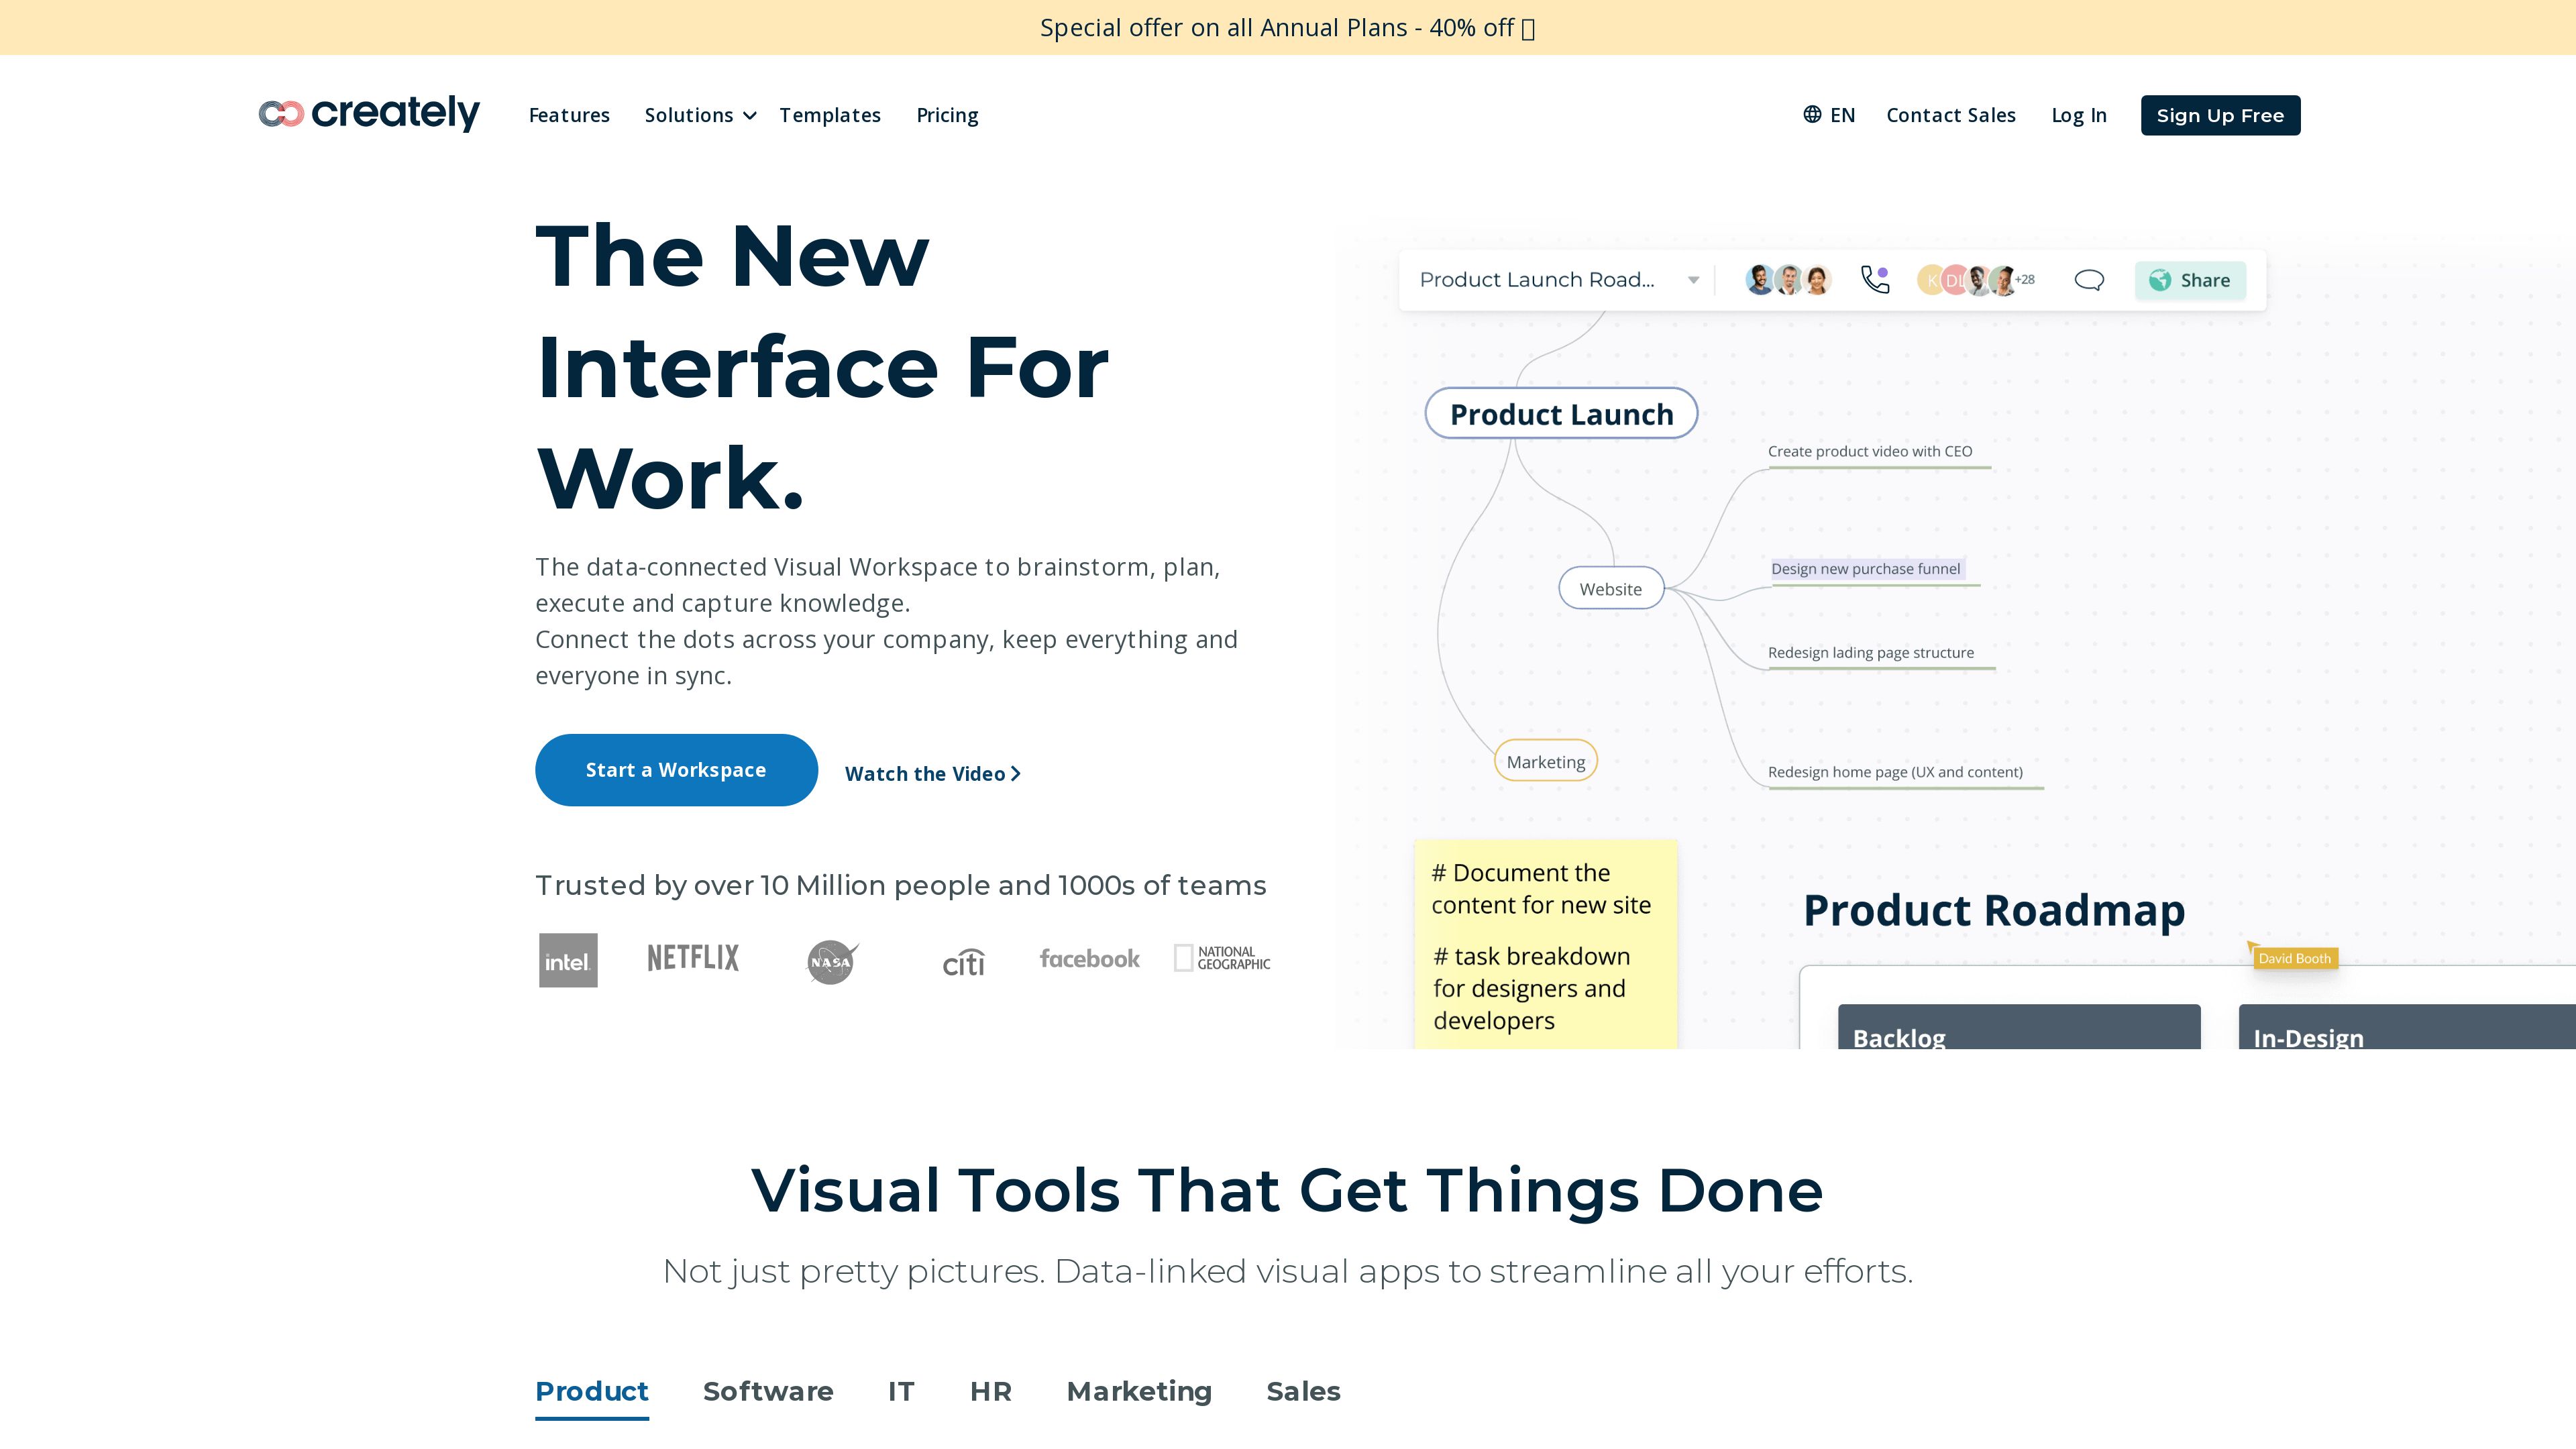 Special offer on all Annual Plans - 40% off
creately
Features
Solutions
Templates
Pricing
EN
Contact Sales
Log In
Sign Up Free
The New
Interface For
Work.
The data-connected Visual Workspace to brainstorm, plan,
execute and capture knowledge.
Connect the dots across your company, keep everything and
everyone in sync.
Start a Workspace
Watch the Video
Trusted by over 10 Million people and 1000s of teams
intel
NETFLIX
NASA
citi
facebook
NATIONAL
GEOGRAPHIC
Product Launch Road...
K
DL
+28
Share
Product Launch
Create product video with CEO
Design new purchase funnel
Website
Redesign lading page structure
Marketing
Redesign home page (UX and content)
# Document the
content for new site
# task breakdown
for designers and
developers
Product Roadmap
David Booth
Backlog
In-Design
Visual Tools That Get Things Done
Not just pretty pictures. Data-linked visual apps to streamline all your efforts.
Product
Software
IT
HR
Marketing
Sales